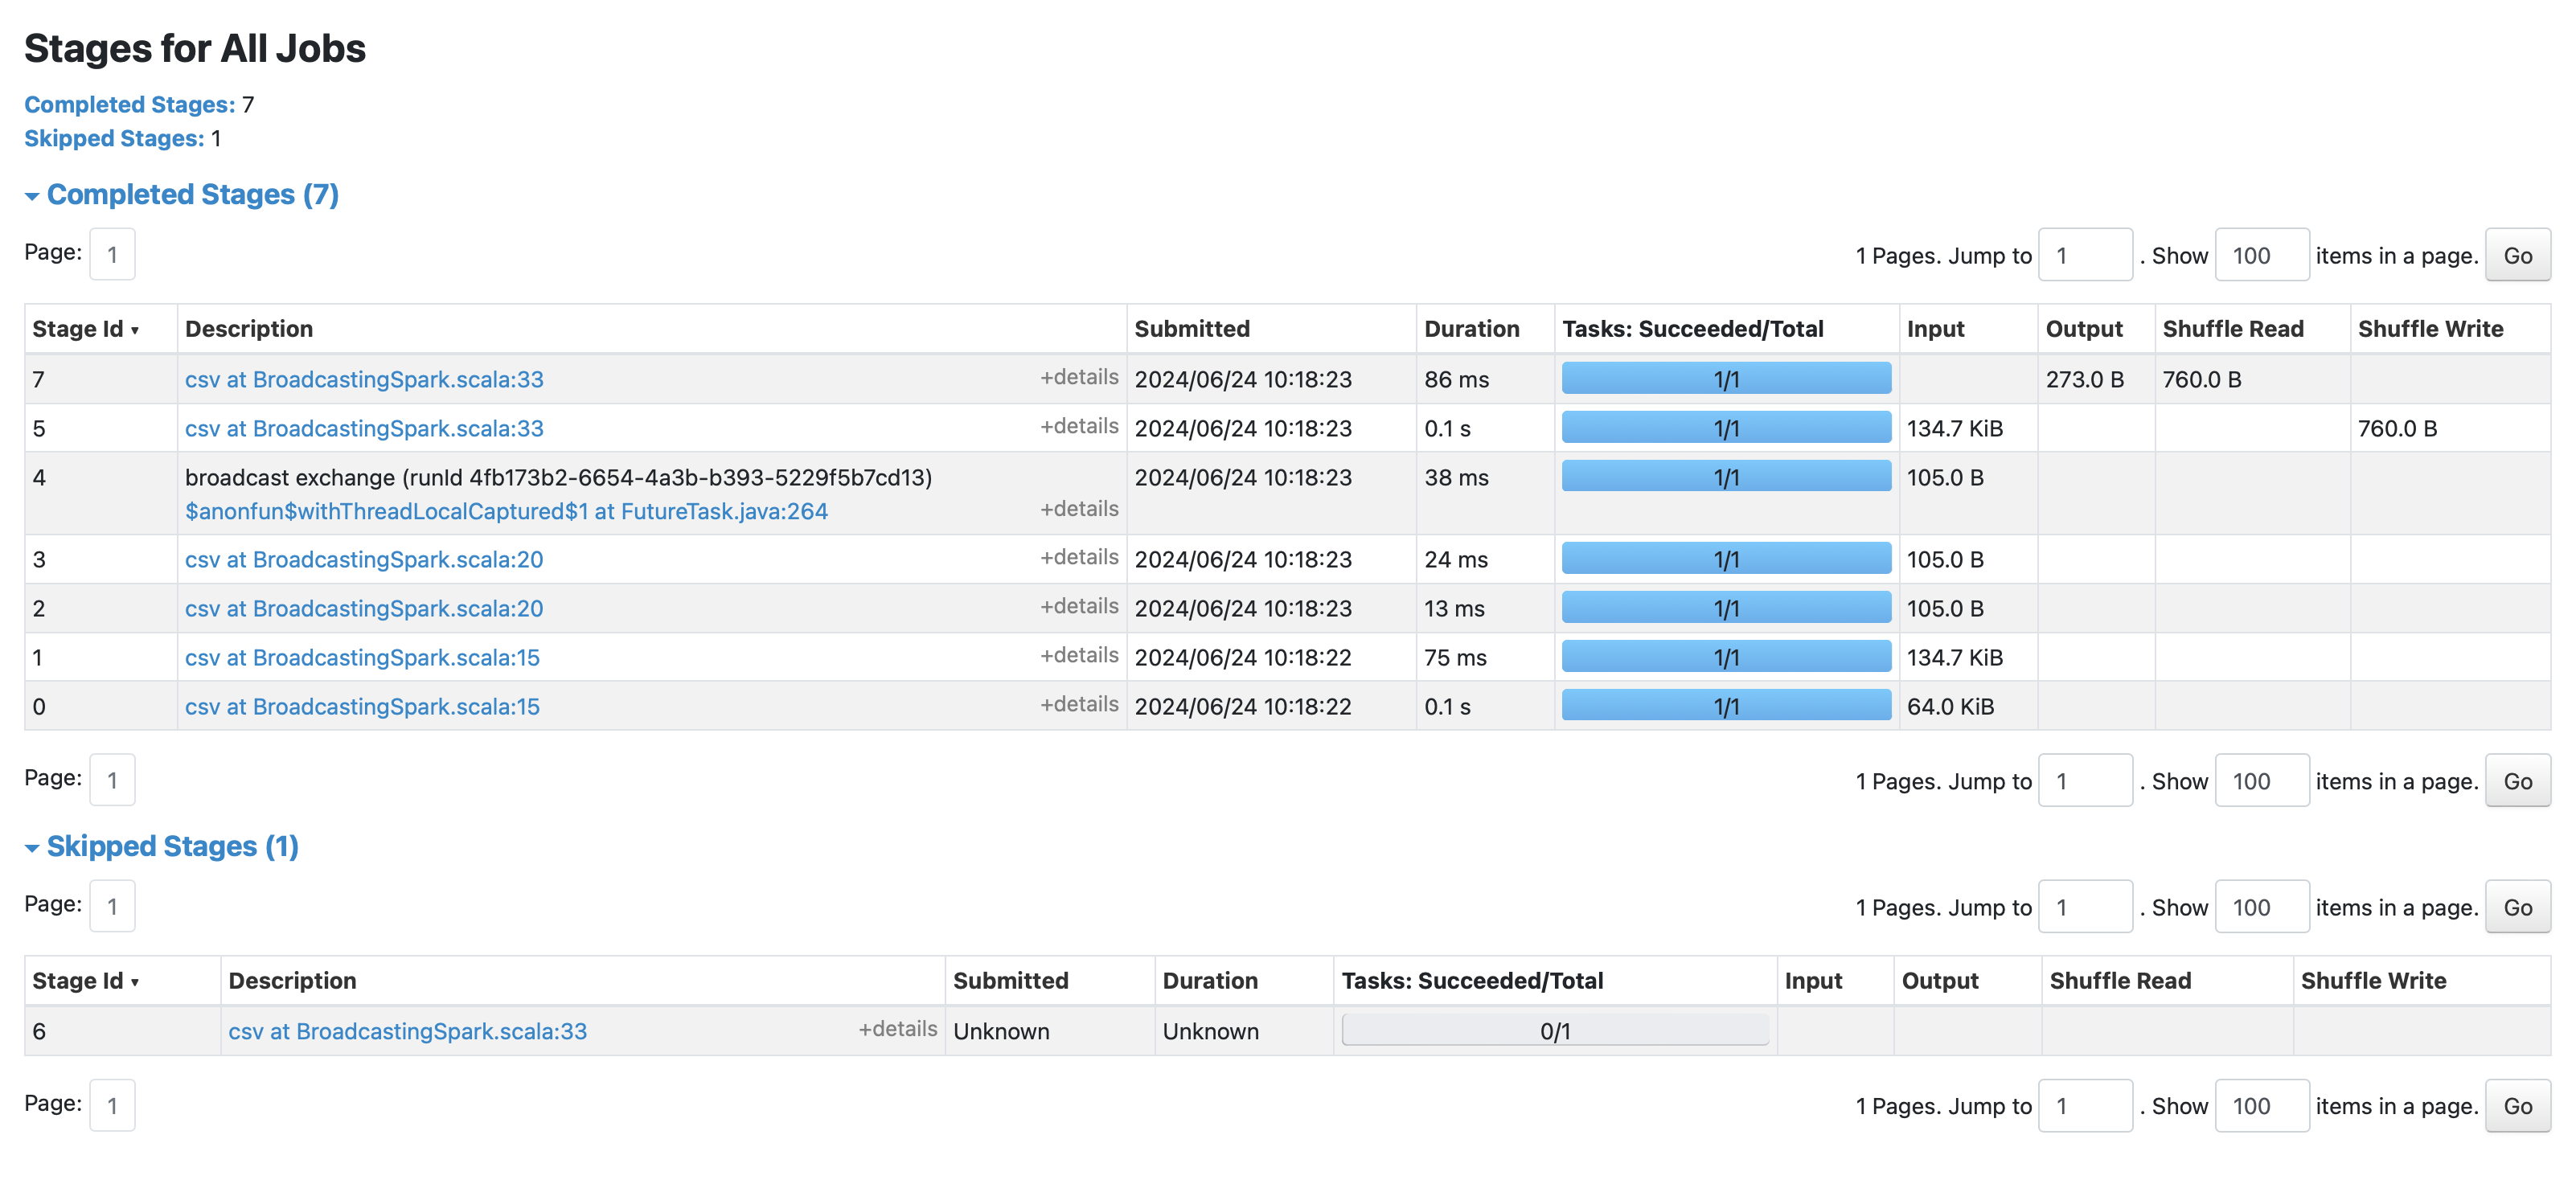 Stages for All Jobs
Completed Stages: 7
Skipped Stages: 1
Completed Stages (7)
Page: 1 1 Pages. Jump to 1 . Show 100 items in a page. Go
Stage Id ▾ Description Submitted Duration Tasks: Succeeded/Total Input Output Shuffle Read Shuffle Write
7 csv at BroadcastingSpark.scala:33 +details 2024/06/24 10:18:23 86 ms 1/1 273.0 B 760.0 B
5 csv at BroadcastingSpark.scala:33 +details 2024/06/24 10:18:23 0.1 s 1/1 134.7 KiB 760.0 B
4 broadcast exchange (runId 4fb173b2-6654-4a3b-b393-5229f5b7cd13) 2024/06/24 10:18:23 38 ms 1/1 105.0 B
$anonfun$withThreadLocalCaptured$1 at FutureTask.java:264 +details
3 csv at BroadcastingSpark.scala:20 +details 2024/06/24 10:18:23 24 ms 1/1 105.0 B
2 csv at BroadcastingSpark.scala:20 +details 2024/06/24 10:18:23 13 ms 1/1 105.0 B
1 csv at BroadcastingSpark.scala:15 +details 2024/06/24 10:18:22 75 ms 1/1 134.7 KiB
0 csv at BroadcastingSpark.scala:15 +details 2024/06/24 10:18:22 0.1 s 1/1 64.0 KiB
Page: 1 1 Pages. Jump to 1 . Show 100 items in a page. Go
Skipped Stages (1)
Page: 1 1 Pages. Jump to 1 . Show 100 items in a page. Go
Stage Id ▾ Description Submitted Duration Tasks: Succeeded/Total Input Output Shuffle Read Shuffle Write
6 csv at BroadcastingSpark.scala:33 +details Unknown Unknown 0/1
Page: 1 1 Pages. Jump to 1 . Show 100 items in a page. Go